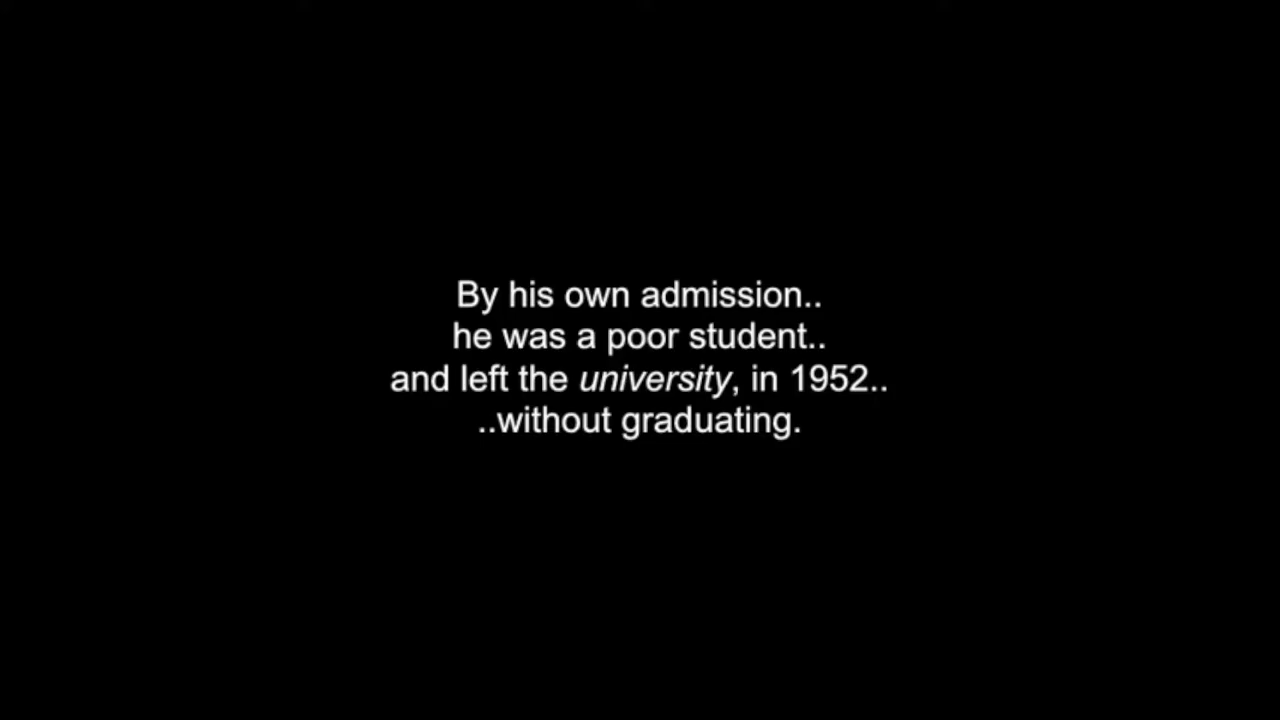 By his own admission..
he was a poor student..
and left the university, in 1952..
..without graduating.